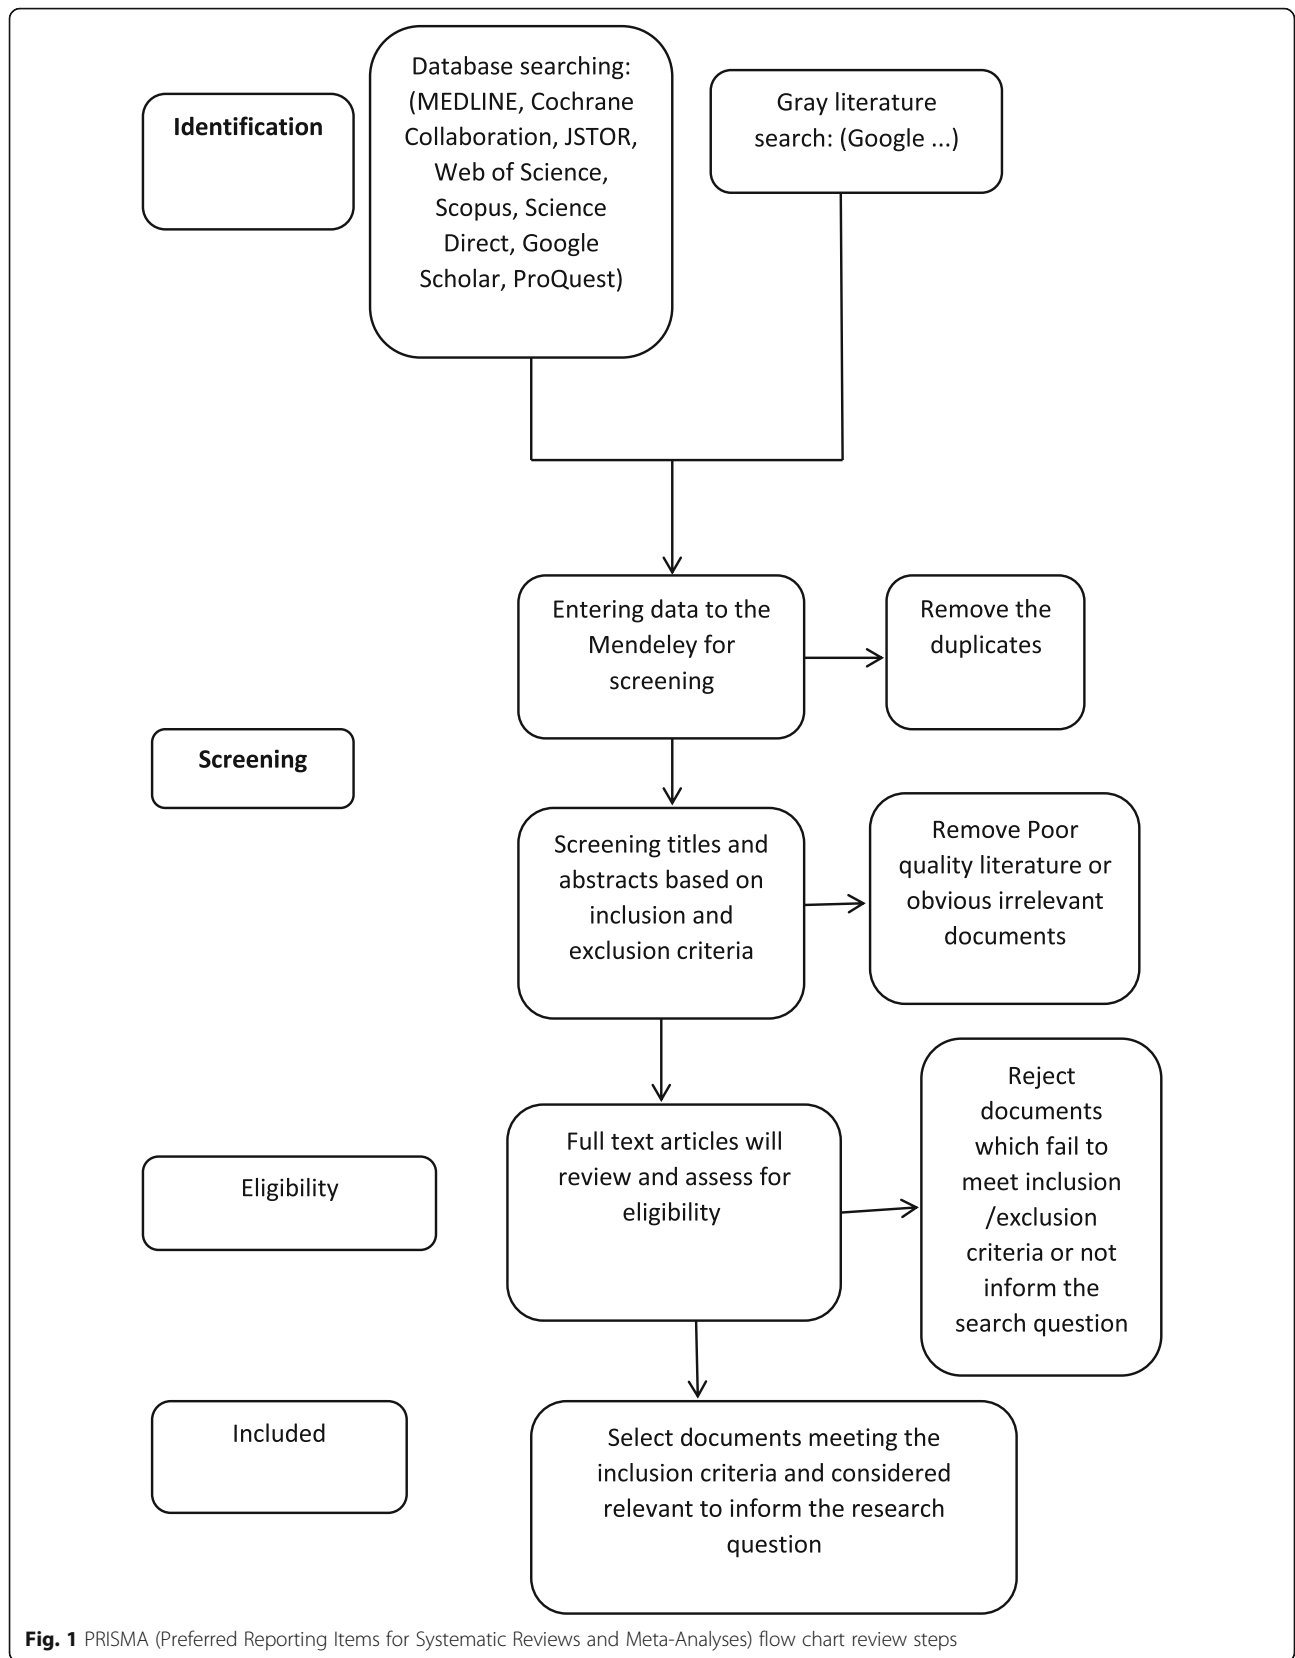 Identification
Database searching:
(MEDLINE, Cochrane
Collaboration, JSTOR,
Web of Science,
Scopus, Science
Direct, Google
Scholar, ProQuest)
Gray literature
search: (Google ...)
Entering data to the
Mendeley for
screening
Remove the
duplicates
Screening
Screening titles and
abstracts based on
inclusion and
exclusion criteria
Remove Poor
quality literature or
obvious irrelevant
documents
Eligibility
Full text articles will
review and assess for
eligibility
Reject
documents
which fail to
meet inclusion
/exclusion
criteria or not
inform the
search question
Included
Select documents meeting the
inclusion criteria and considered
relevant to inform the research
question
Fig. 1 PRISMA (Preferred Reporting Items for Systematic Reviews and Meta-Analyses) flow chart review steps